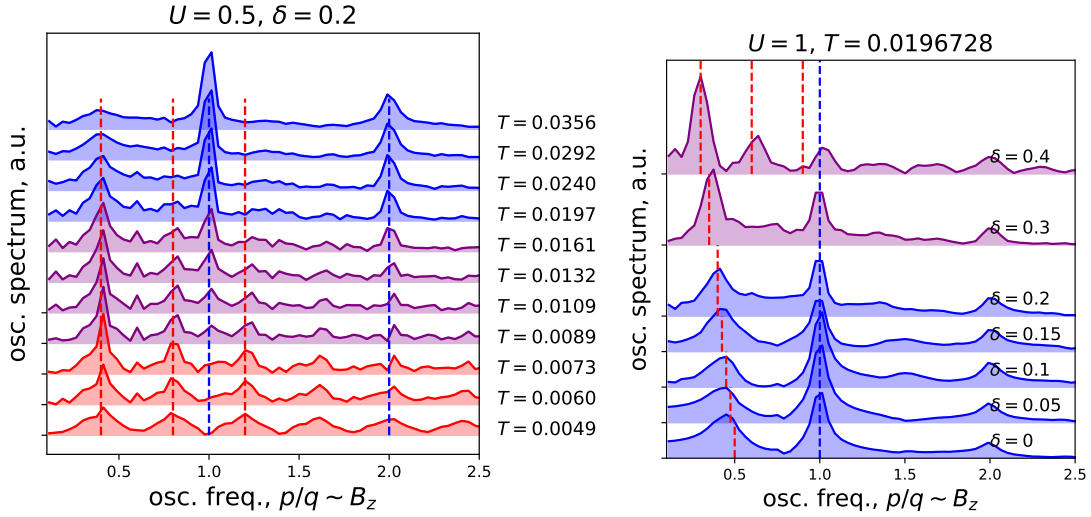 U = 0.5, δ = 0.2
osc. spectrum, a.u.
T = 0.0356
T = 0.0292
T = 0.0240
T = 0.0197
T = 0.0161
T = 0.0132
T = 0.0109
T = 0.0089
T = 0.0073
T = 0.0060
T = 0.0049
0.5 1.0 1.5 2.0 2.5
osc. freq., p/q ~ B_z
U = 1, T = 0.0196728
osc. spectrum, a.u.
δ = 0.4
δ = 0.3
δ = 0.2
δ = 0.15
δ = 0.1
δ = 0.05
δ = 0
0.5 1.0 1.5 2.0 2.5
osc. freq., p/q ~ B_z